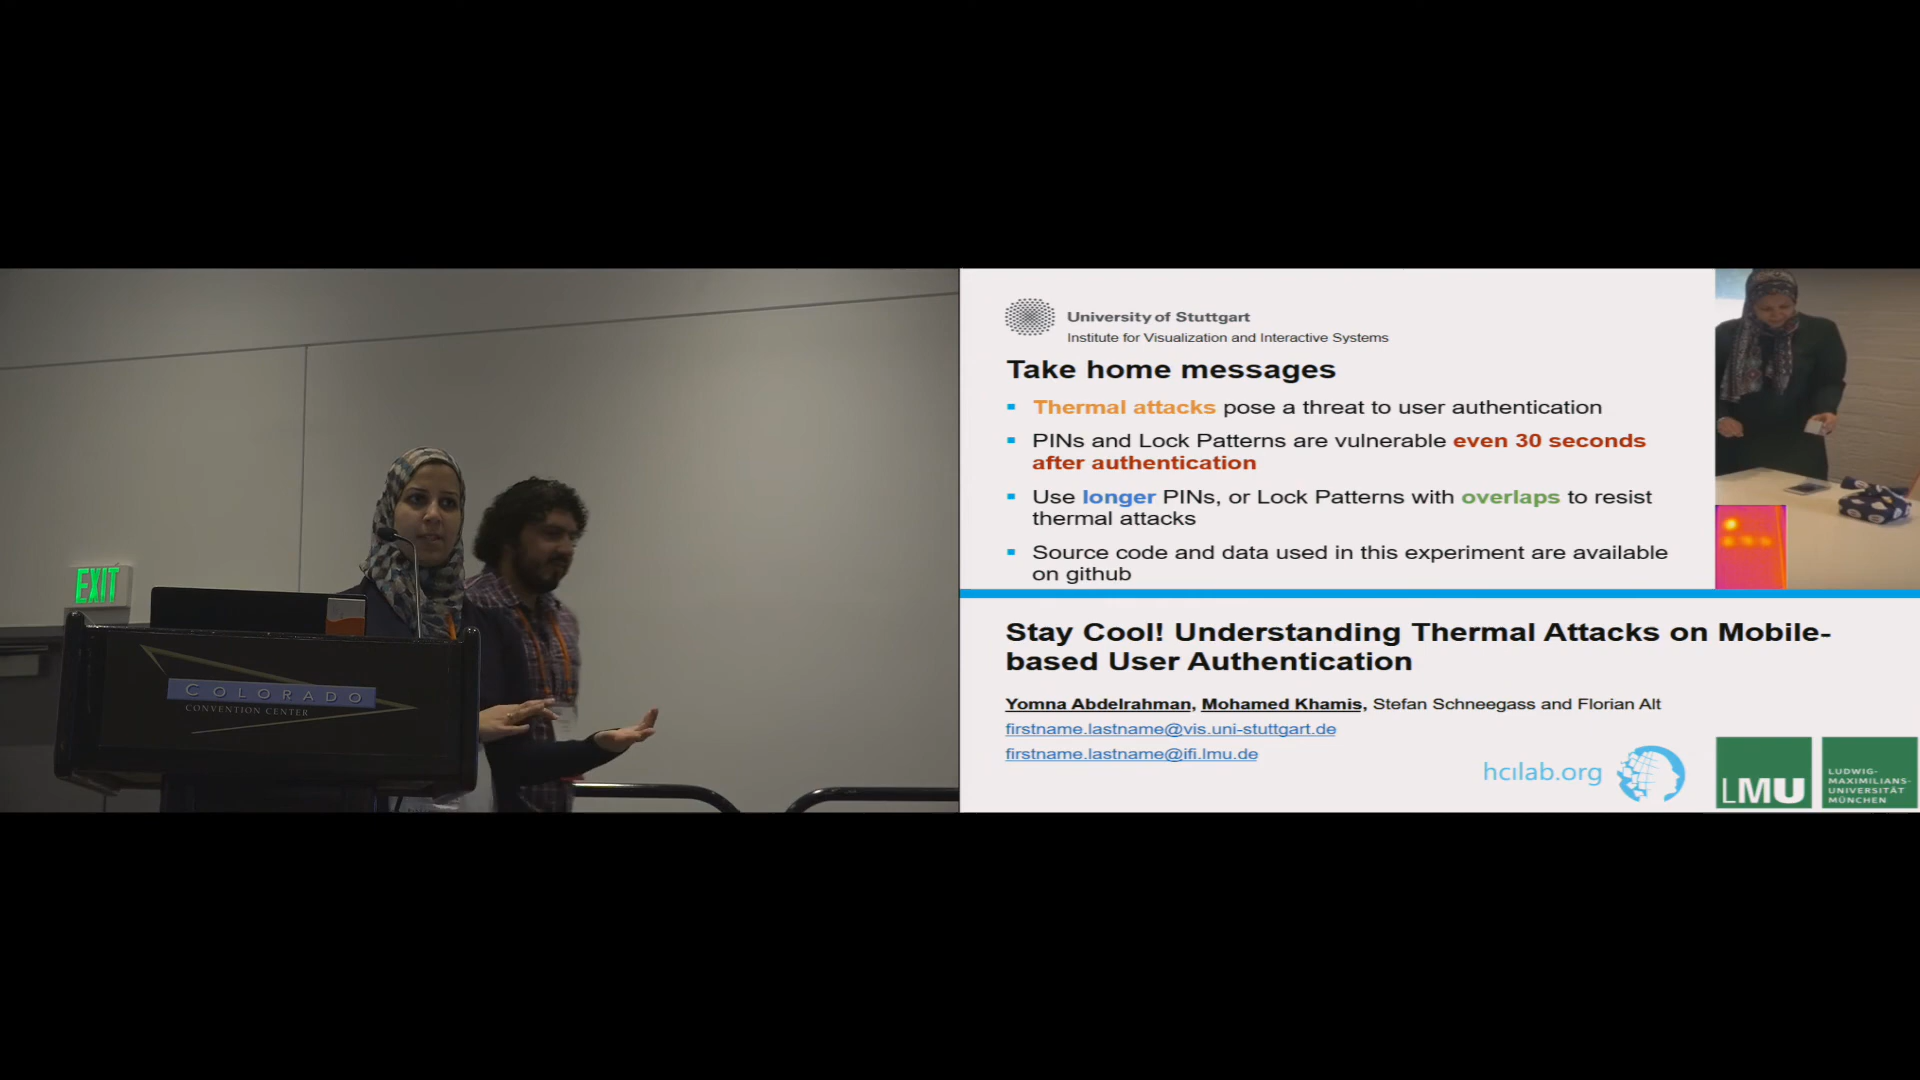 EXIT
COLORADO
CONVENTION CENTER
University of Stuttgart
Institute for Visualization and Interactive Systems
Take home messages
Thermal attacks pose a threat to user authentication
PINs and Lock Patterns are vulnerable even 30 seconds
after authentication
Use longer PINs, or Lock Patterns with overlaps to resist
thermal attacks
Source code and data used in this experiment are available
on github
Stay Cool! Understanding Thermal Attacks on Mobile-
based User Authentication
Yomna Abdelrahman, Mohamed Khamis, Stefan Schneegass and Florian Alt
firstname.lastname@vis.uni-stuttgart.de
firstname.lastname@ifi.lmu.de
hcilab.org
LMU
LUDWIG-
MAXIMILIANS-
UNIVERSITÄT
MÜNCHEN